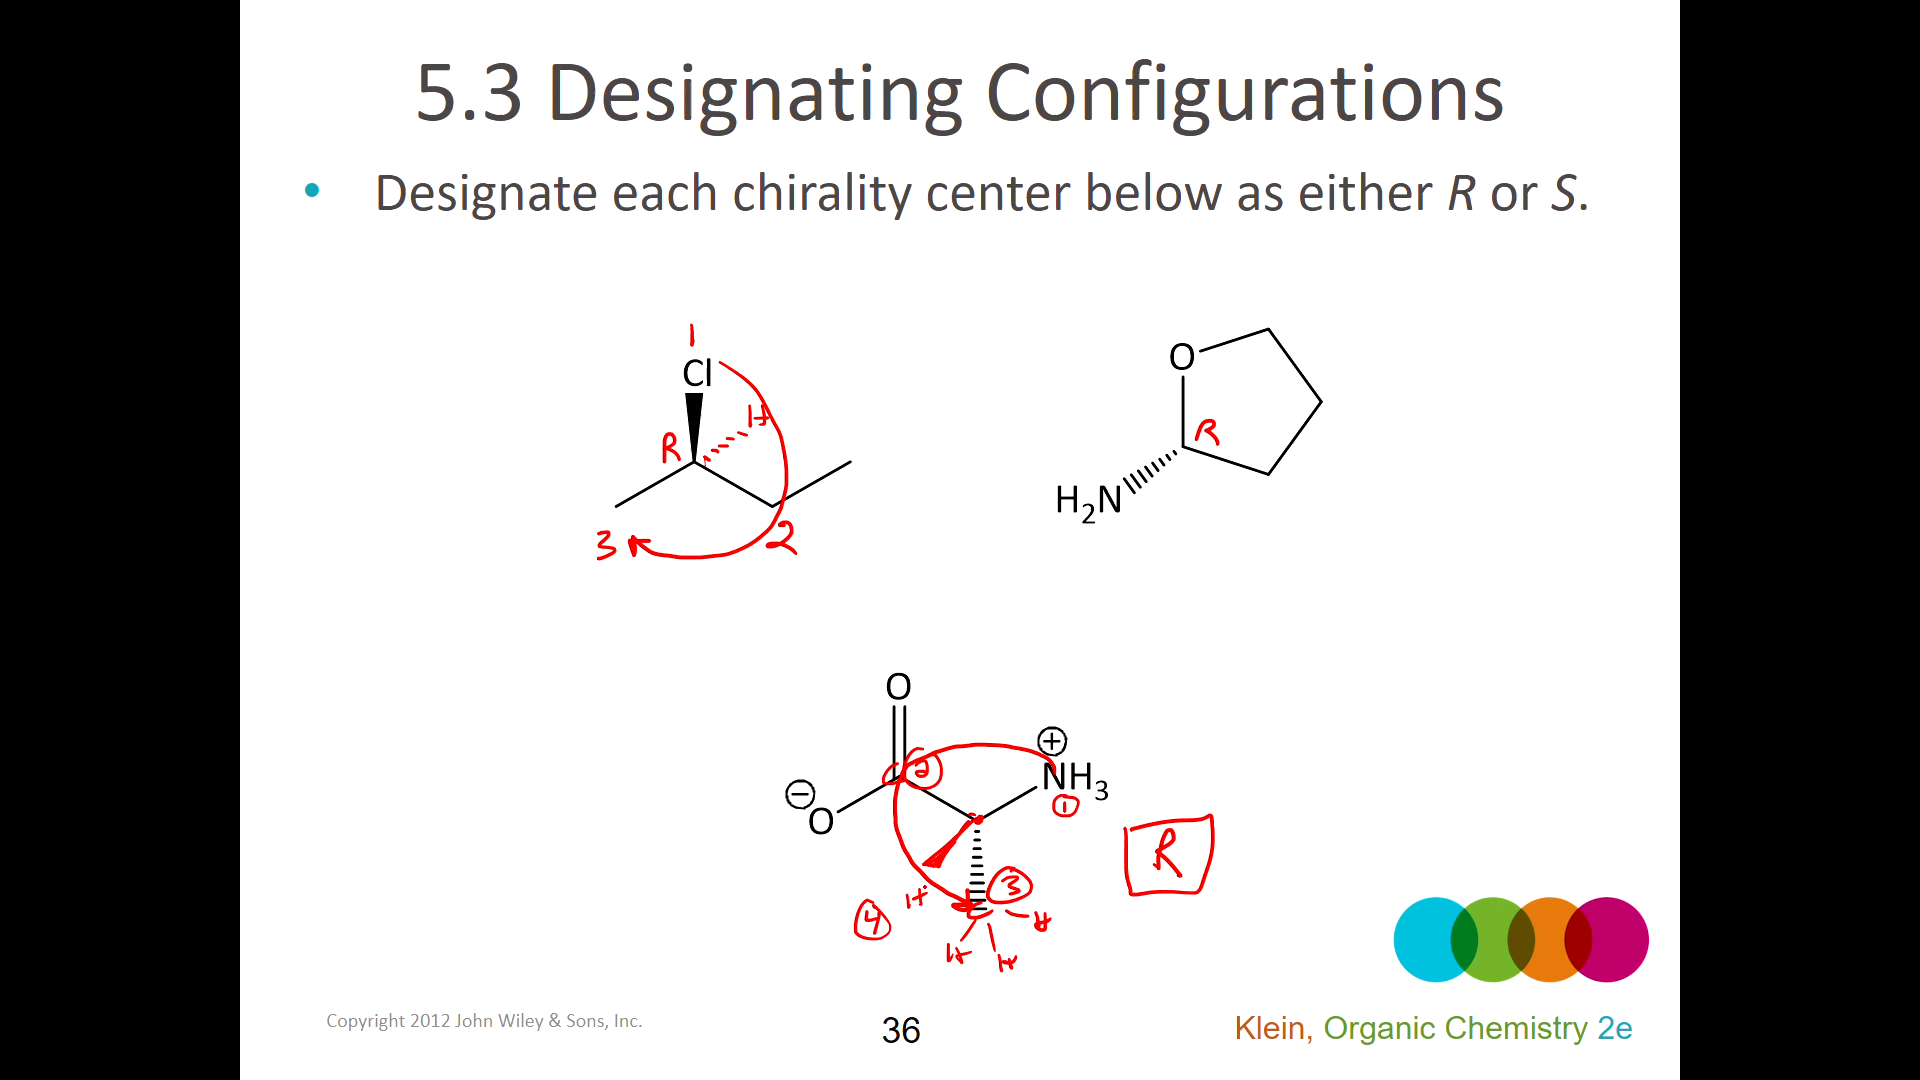 5.3 Designating Configurations
• Designate each chirality center below as either R or S.
1
Cl
H
R
3
2
O
R
H2N
O
⊕
2
NH3
⊖
O
1
R
3
H
4
C
H
H
H
Copyright 2012 John Wiley & Sons, Inc.
36
Klein, Organic Chemistry 2e